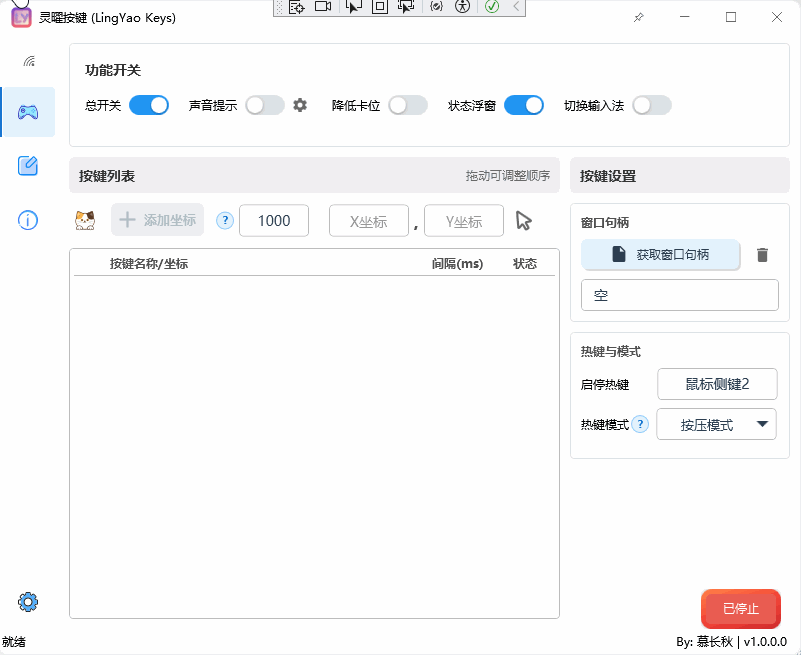 LY 灵曜按键 (LingYao Keys)
功能开关
总开关 声音提示 降低卡位 状态浮窗 切换输入法
按键列表 拖动可调整顺序 按键设置
添加坐标 ? 1000 X坐标 , Y坐标
窗口句柄
获取窗口句柄
空
按键名称/坐标 间隔(ms) 状态
热键与模式
启停热键 鼠标侧键2
热键模式 ? 按压模式
已停止
就绪 By: 慕长秋 | v1.0.0.0